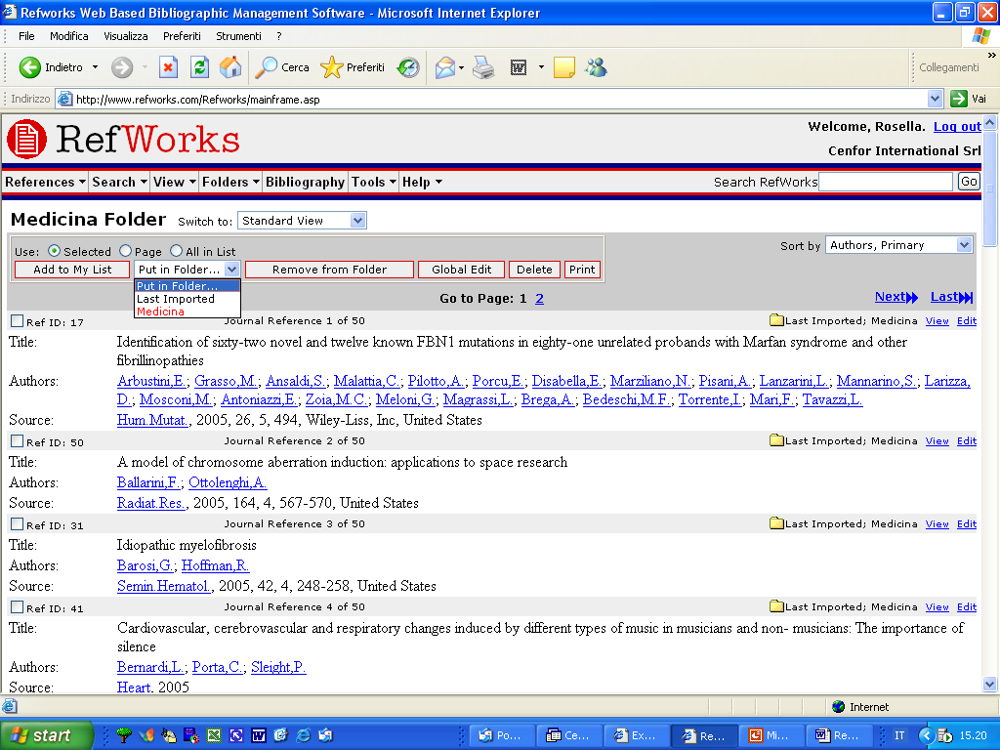 Refworks Web Based Bibliographic Management Software - Microsoft Internet Explorer
File Modifica Visualizza Preferiti Strumenti ?
Indietro Cerca Preferiti Collegamenti
Indirizzo http://www.refworks.com/Refworks/mainframe.asp Vai
RefWorks
Welcome, Rosella. Log out
Cenfor International Srl
References Search View Folders Bibliography Tools Help Search RefWorks Go
Medicina Folder Switch to: Standard View
Use: Selected Page All in List Sort by Authors, Primary
Add to My List Put in Folder... Remove from Folder Global Edit Delete Print
Put in Folder...
Last Imported
Medicina
Go to Page: 1 2 Next Last
Ref ID: 17 Journal Reference 1 of 50 Last Imported; Medicina View Edit
Title: Identification of sixty-two novel and twelve known FBN1 mutations in eighty-one unrelated probands with Marfan syndrome and other
fibrillinopathies
Authors: Arbustini,E.; Grasso,M.; Ansaldi,S.; Malattia,C.; Pilotto,A.; Porcu,E.; Disabella,E.; Marziliano,N.; Pisani,A.; Lanzarini,L.; Mannarino,S.; Larizza,
D.; Mosconi,M.; Antoniazzi,E.; Zoia,M.C.; Meloni,G.; Magrassi,L.; Brega,A.; Bedeschi,M.F.; Torrente,I.; Mari,F.; Tavazzi,L.
Source: Hum.Mutat., 2005, 26, 5, 494, Wiley-Liss, Inc, United States
Ref ID: 50 Journal Reference 2 of 50 Last Imported; Medicina View Edit
Title: A model of chromosome aberration induction: applications to space research
Authors: Ballarini,F.; Ottolenghi,A.
Source: Radiat.Res., 2005, 164, 4, 567-570, United States
Ref ID: 31 Journal Reference 3 of 50 Last Imported; Medicina View Edit
Title: Idiopathic myelofibrosis
Authors: Barosi,G.; Hoffman,R.
Source: Semin.Hematol., 2005, 42, 4, 248-258, United States
Ref ID: 41 Journal Reference 4 of 50 Last Imported; Medicina View Edit
Title: Cardiovascular, cerebrovascular and respiratory changes induced by different types of music in musicians and non- musicians: The importance of
silence
Authors: Bernardi,L.; Porta,C.; Sleight,P.
Source: Heart, 2005
Internet
start Po... Ce... Ex... Re... Mi... Re... IT 15.20